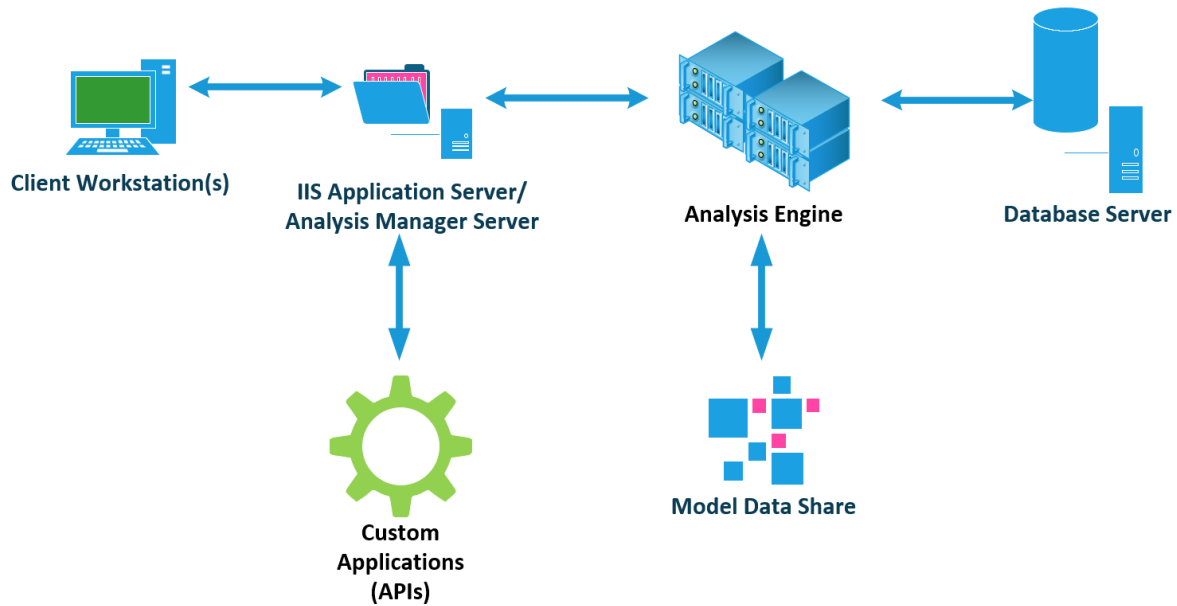 Client Workstation(s)
IIS Application Server/
Analysis Manager Server
Analysis Engine
Database Server
Custom
Applications
(APIs)
Model Data Share